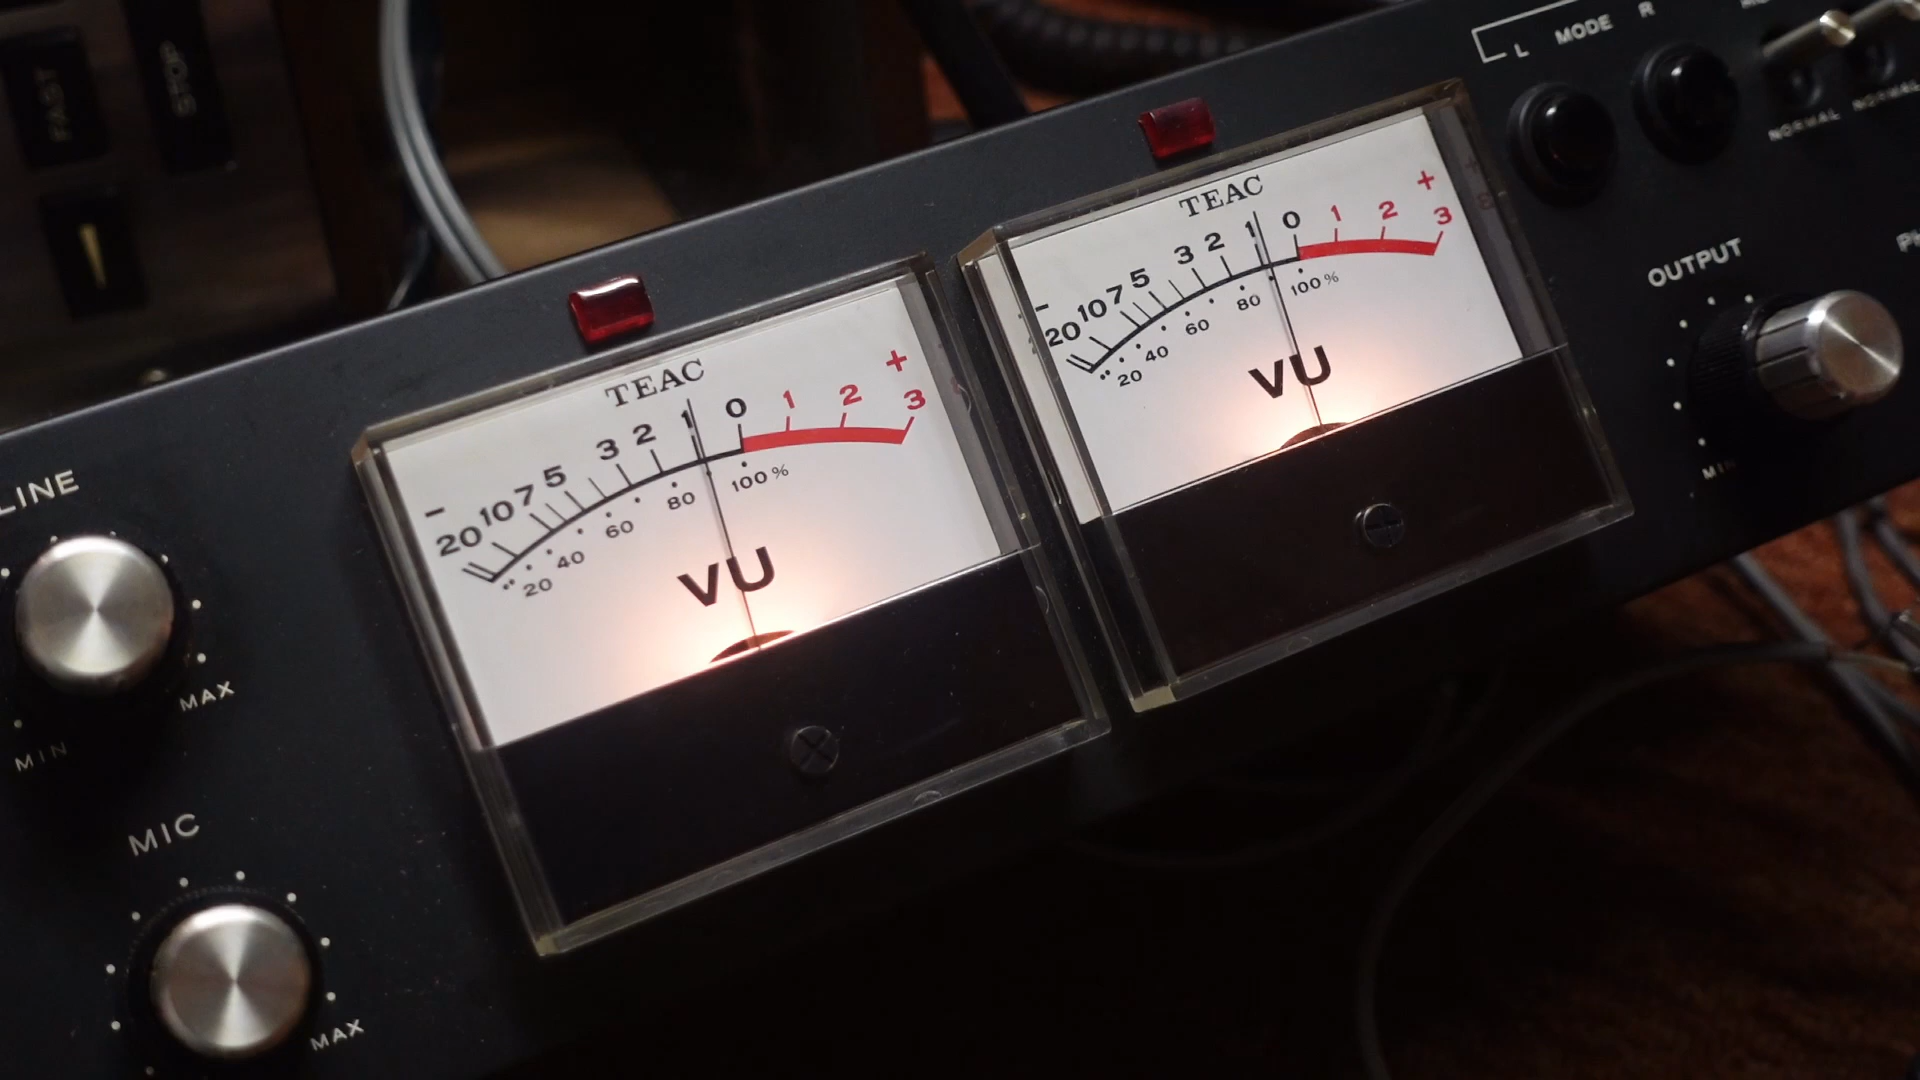 FAST
STOP
L MODE R
NORMAL NORMAL
OUTPUT
MIN
LINE
MAX
MIN
MIC
MAX
TEAC
- 20 10 7 5 3 2 1 0 1 2 3 +
20 40 60 80 100%
VU
TEAC
- 20 10 7 5 3 2 1 0 1 2 3 +
20 40 60 80 100%
VU